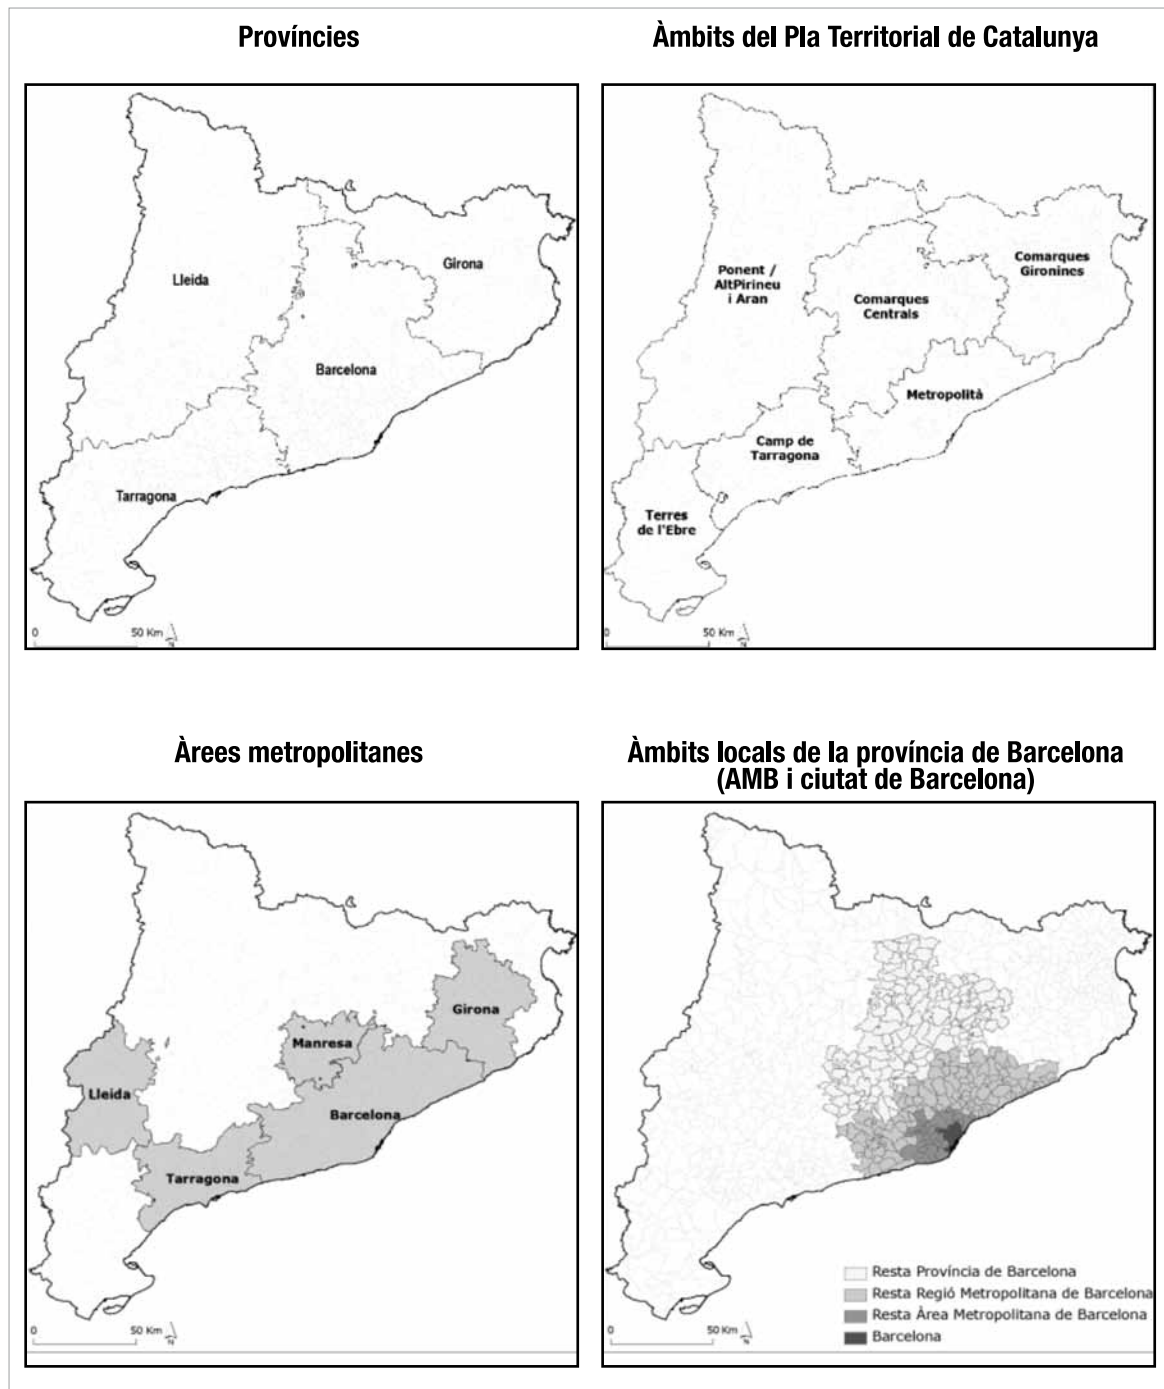 Províncies
Lleida
Girona
Barcelona
Tarragona
0
50 Km
N
Àmbits del Pla Territorial de Catalunya
Ponent /
AltPirineu
i Aran
Comarques
Gironines
Comarques
Centrals
Metropolità
Camp de
Tarragona
Terres
de l'Ebre
0
50 Km
N
Àrees metropolitanes
Girona
Manresa
Lleida
Barcelona
Tarragona
0
50 Km
N
Àmbits locals de la província de Barcelona
(AMB i ciutat de Barcelona)
Resta Província de Barcelona
Resta Regió Metropolitana de Barcelona
Resta Àrea Metropolitana de Barcelona
Barcelona
0
50 Km
N